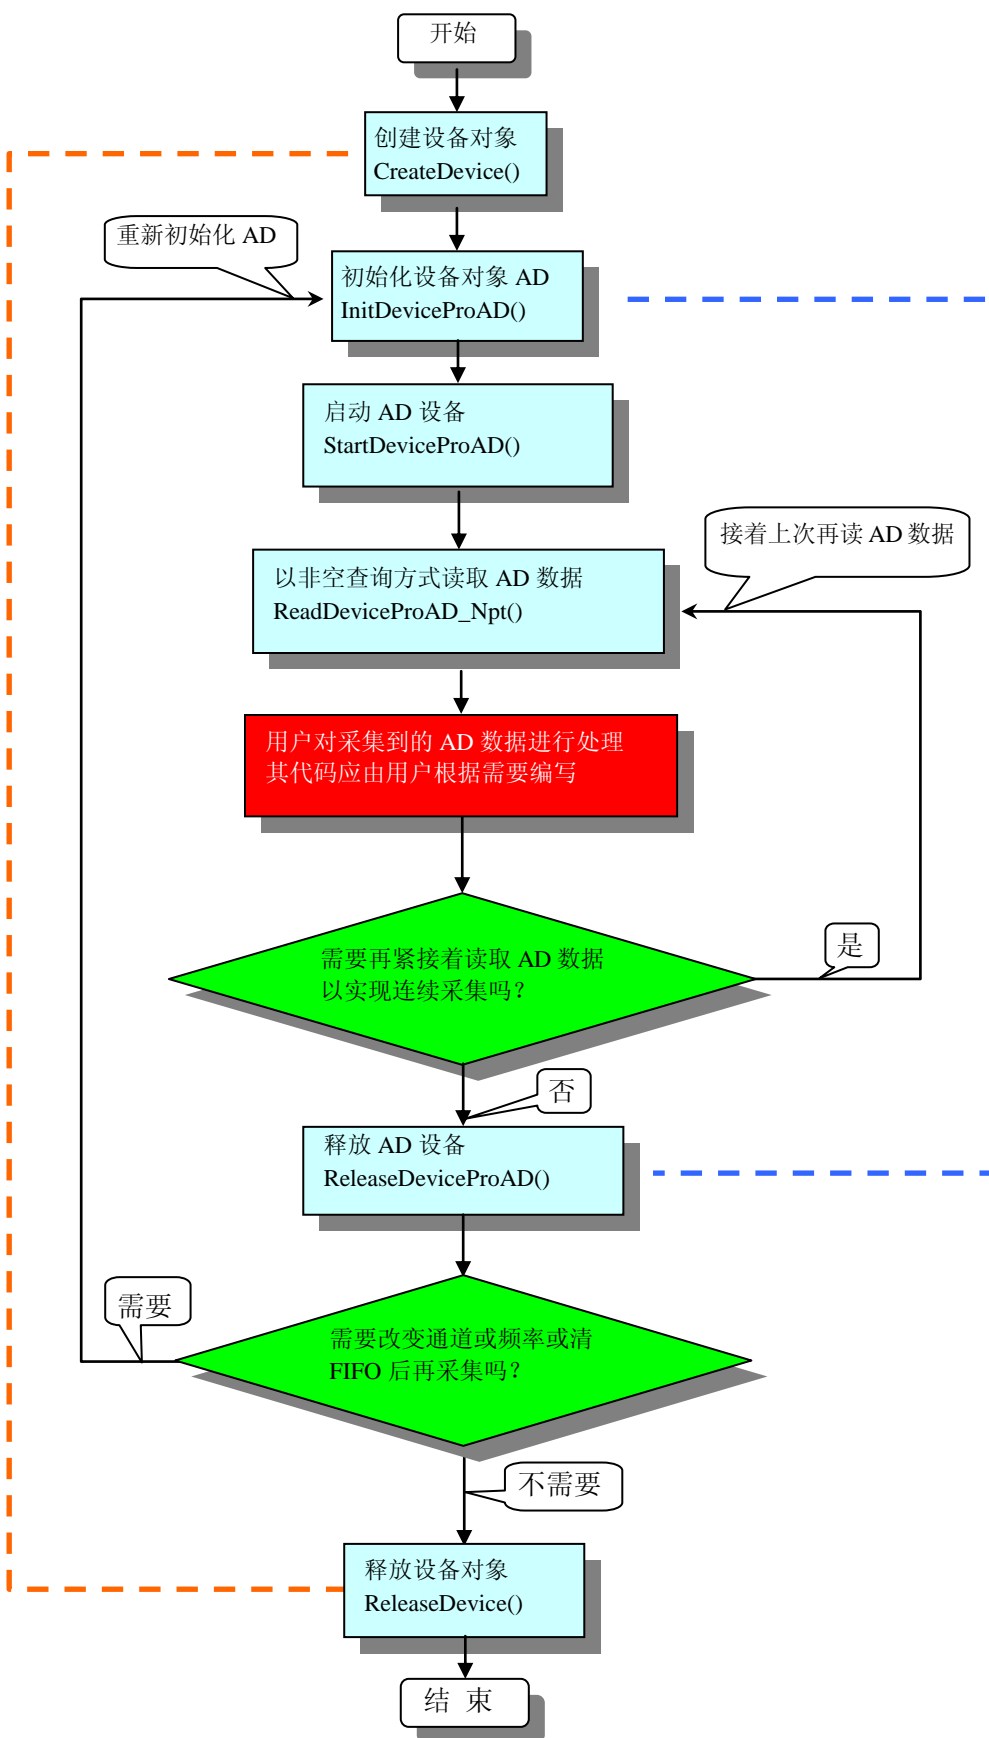 开始
创建设备对象
CreateDevice()
重新初始化 AD
初始化设备对象 AD
InitDeviceProAD()
启动 AD 设备
StartDeviceProAD()
接着上次再读 AD 数据
以非空查询方式读取 AD 数据
ReadDeviceProAD_Npt()
用户对采集到的 AD 数据进行处理
其代码应由用户根据需要编写
是
需要再紧接着读取 AD 数据
以实现连续采集吗？
否
释放 AD 设备
ReleaseDeviceProAD()
需要
需要改变通道或频率或清
FIFO 后再采集吗？
不需要
释放设备对象
ReleaseDevice()
结 束